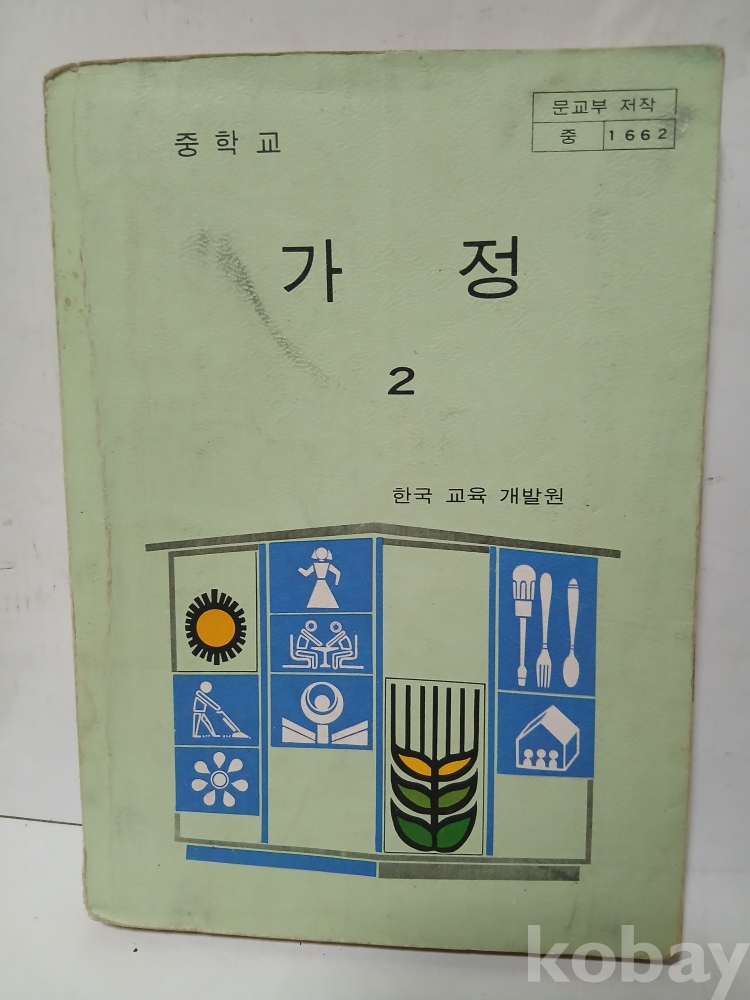 문교부 저작
중 1662
중학교
가 정
2
한국 교육 개발원
kobay